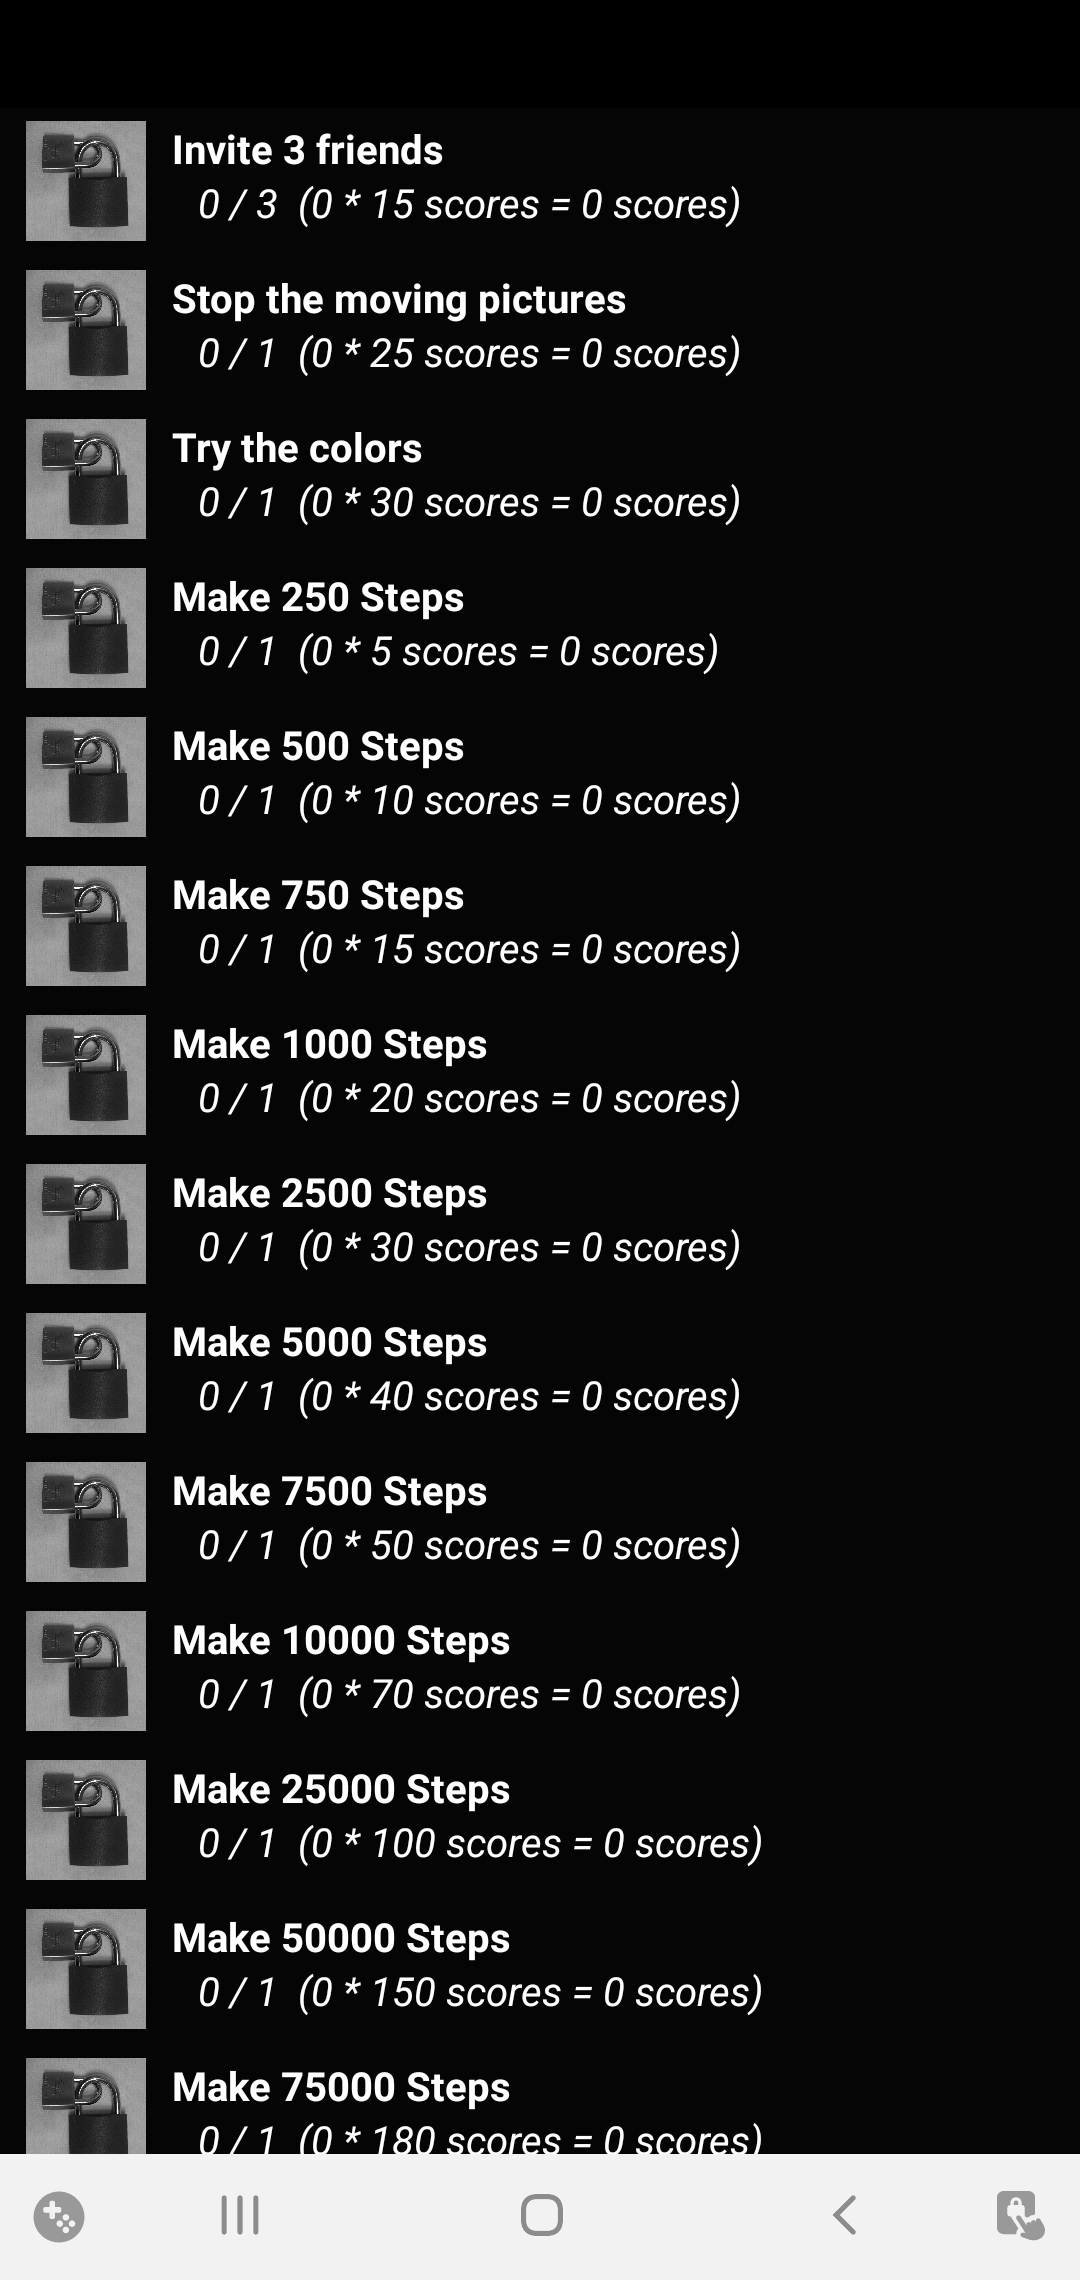 Invite 3 friends
0 / 3 (0 * 15 scores = 0 scores)
Stop the moving pictures
0 / 1 (0 * 25 scores = 0 scores)
Try the colors
0 / 1 (0 * 30 scores = 0 scores)
Make 250 Steps
0 / 1 (0 * 5 scores = 0 scores)
Make 500 Steps
0 / 1 (0 * 10 scores = 0 scores)
Make 750 Steps
0 / 1 (0 * 15 scores = 0 scores)
Make 1000 Steps
0 / 1 (0 * 20 scores = 0 scores)
Make 2500 Steps
0 / 1 (0 * 30 scores = 0 scores)
Make 5000 Steps
0 / 1 (0 * 40 scores = 0 scores)
Make 7500 Steps
0 / 1 (0 * 50 scores = 0 scores)
Make 10000 Steps
0 / 1 (0 * 70 scores = 0 scores)
Make 25000 Steps
0 / 1 (0 * 100 scores = 0 scores)
Make 50000 Steps
0 / 1 (0 * 150 scores = 0 scores)
Make 75000 Steps
0 / 1 (0 * 180 scores = 0 scores)